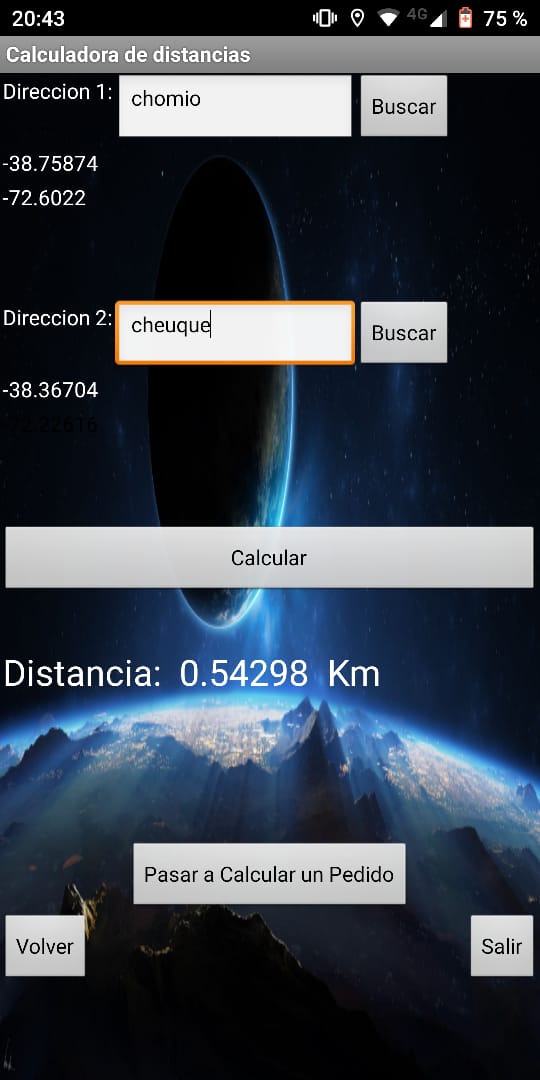 20:43 4G 75 %
Calculadora de distancias
Direccion 1: chomio Buscar
-38.75874
-72.6022
Direccion 2: cheuque Buscar
-38.36704
-72.22616
Calcular
Distancia: 0.54298 Km
Pasar a Calcular un Pedido
Volver Salir